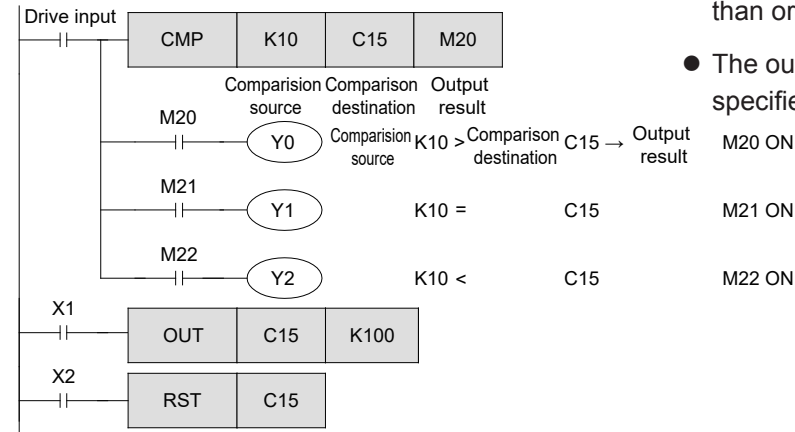 Drive input
than or
CMP K10 C15 M20
● The ou
specifie
Comparision Comparison Output
source destination result
M20
Y0 Comparision source K10 > Comparison destination C15 → Output result M20 ON
M21
Y1 K10 = C15 M21 ON
M22
Y2 K10 < C15 M22 ON
X1
OUT C15 K100
X2
RST C15